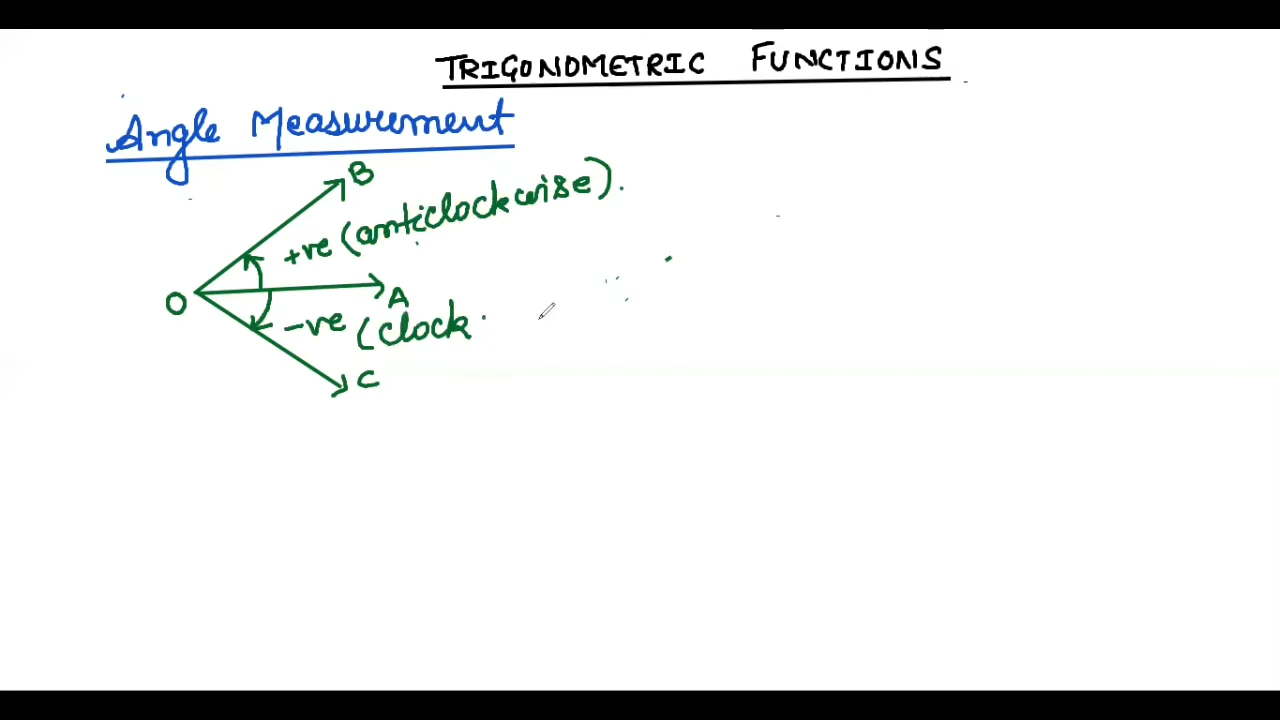 TRIGONOMETRIC FUNCTIONS
Angle Measurement
B
+ve (anticlockwise).
O
A
-ve (clock
C